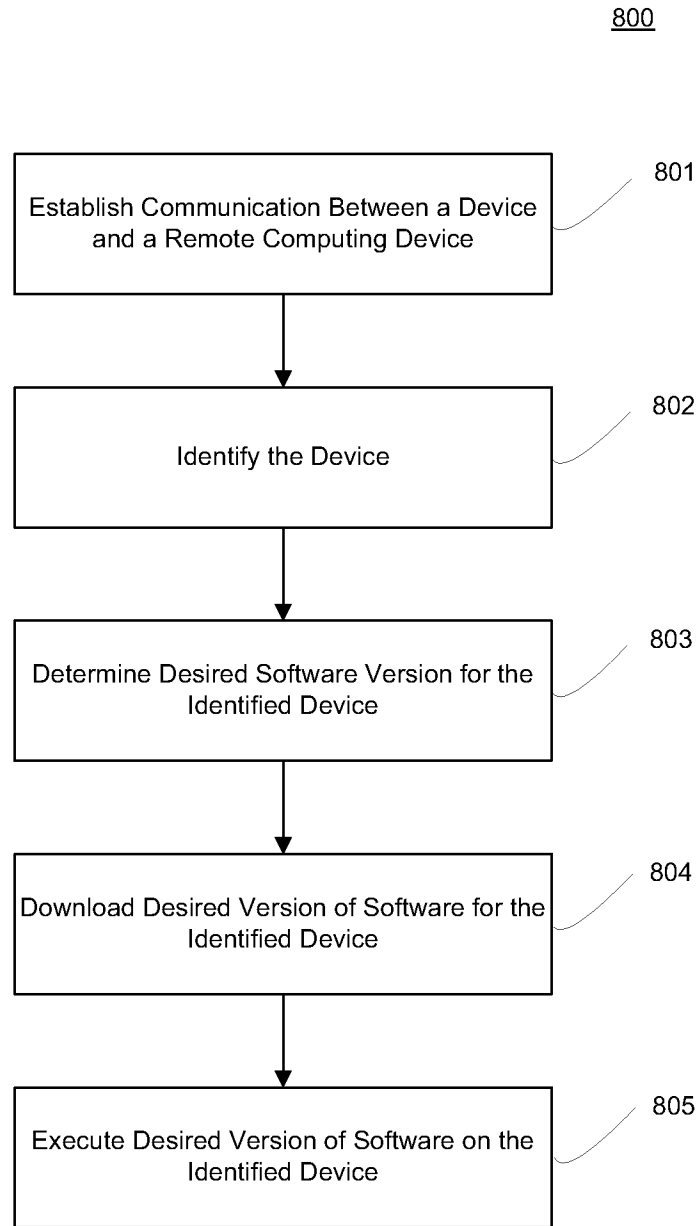 800
Establish Communication Between a Device
and a Remote Computing Device
801
Identify the Device
802
Determine Desired Software Version for the
Identified Device
803
Download Desired Version of Software for the
Identified Device
804
Execute Desired Version of Software on the
Identified Device
805